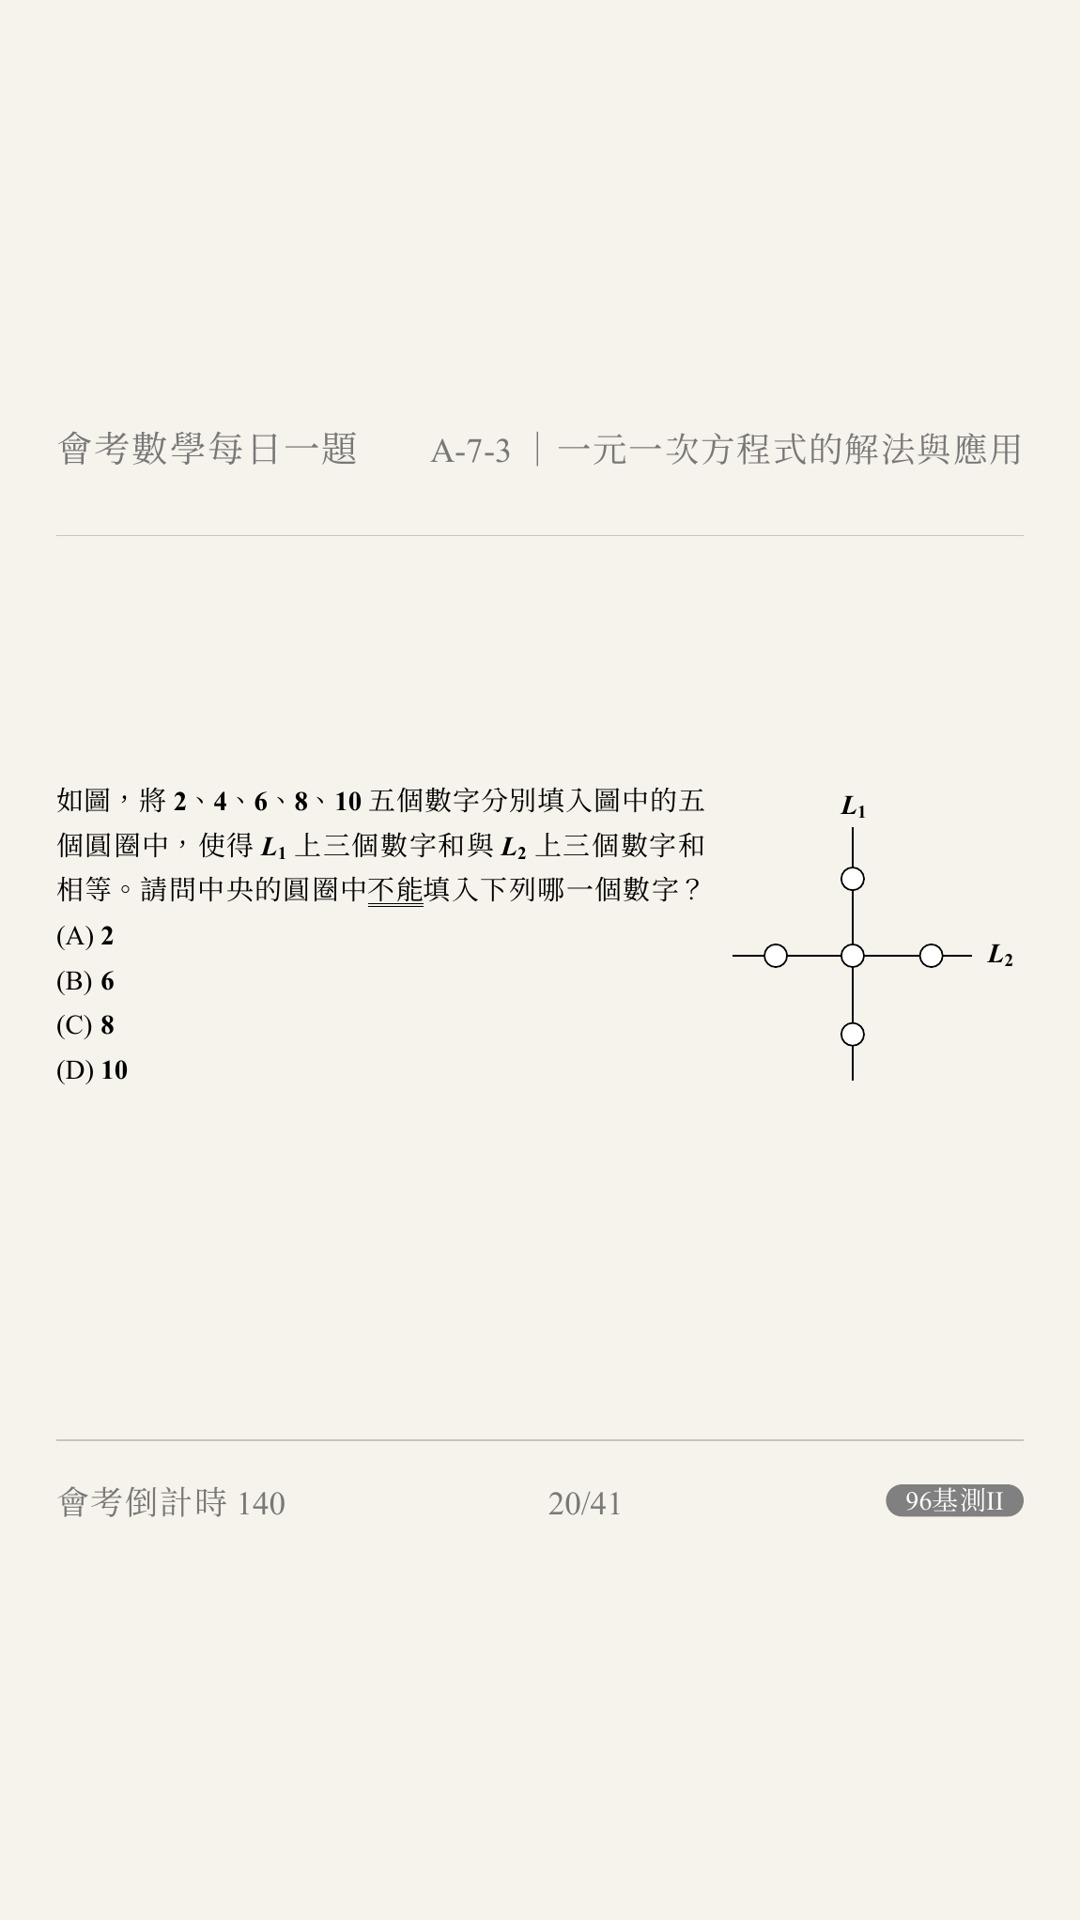 會考數學每日一題
A-7-3｜一元一次方程式的解法與應用
如圖，將 2、4、6、8、10 五個數字分別填入圖中的五
個圓圈中，使得 L₁ 上三個數字和與 L₂ 上三個數字和
相等。請問中央的圓圈中不能填入下列哪一個數字？
(A) 2
(B) 6
(C) 8
(D) 10
L₁
L₂
會考倒計時 140
20/41
96基測II